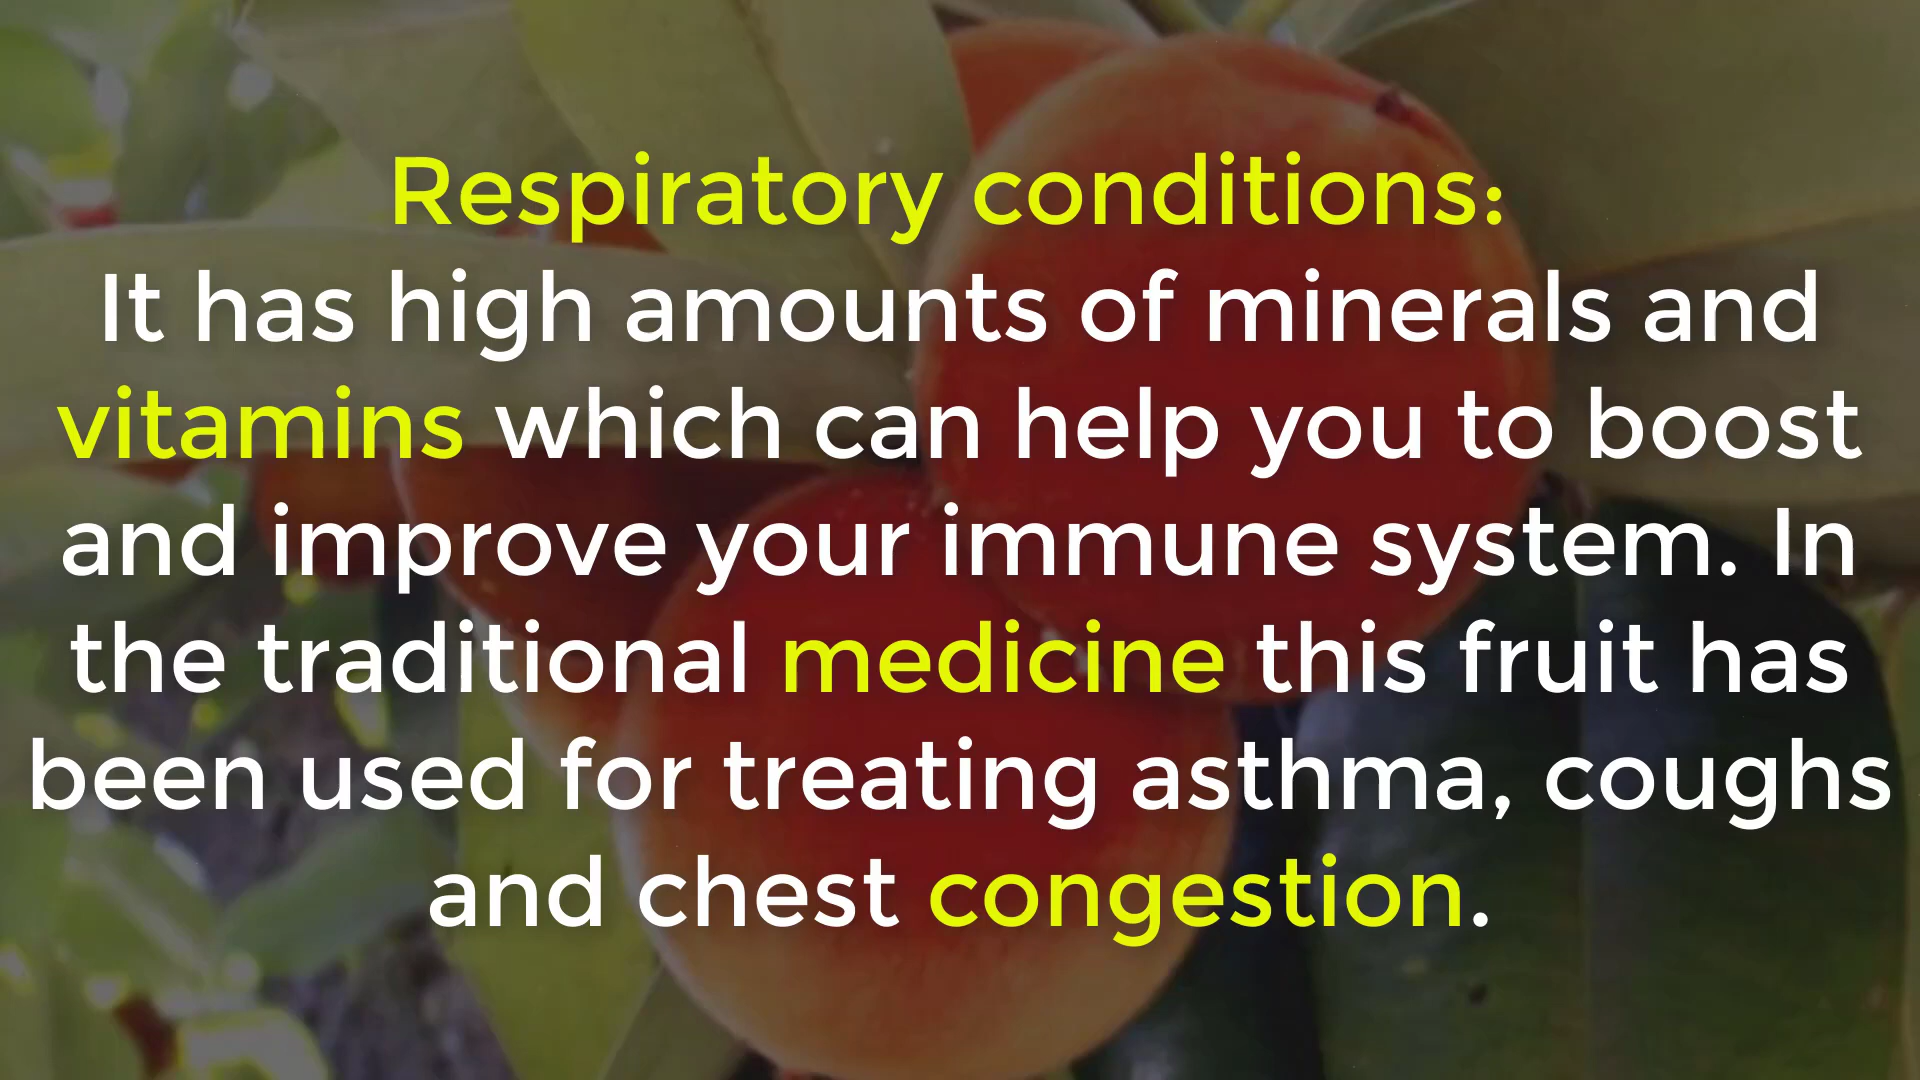 Respiratory conditions:
It has high amounts of minerals and
vitamins which can help you to boost
and improve your immune system. In
the traditional medicine this fruit has
been used for treating asthma, coughs
and chest congestion.